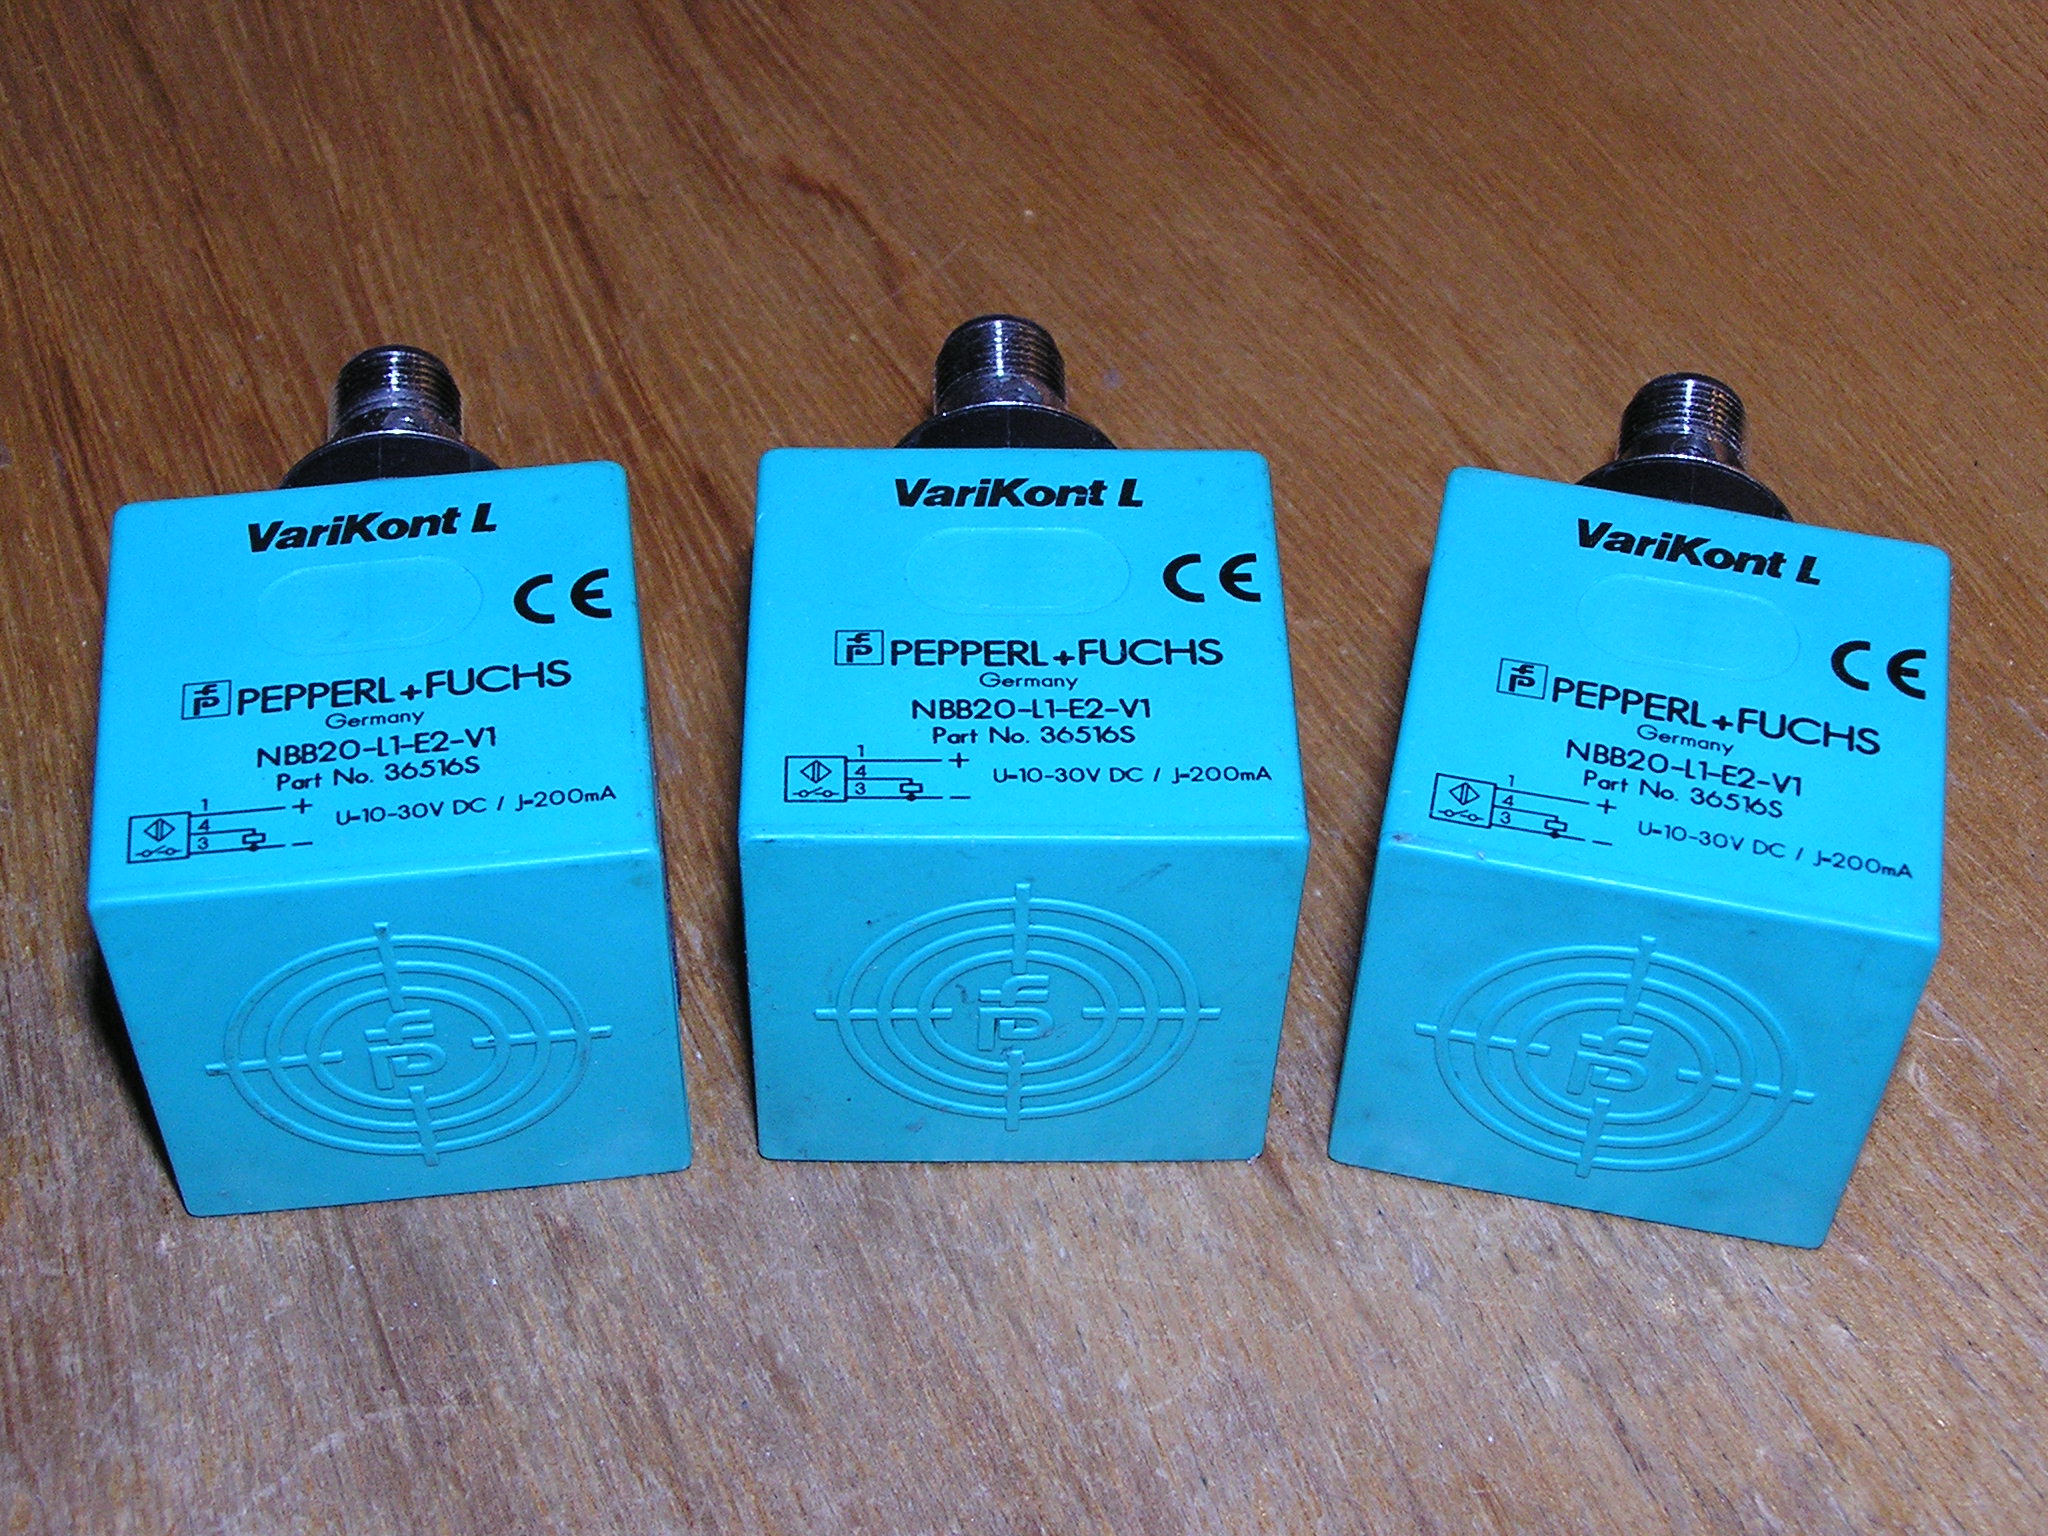 VariKont L
CE
PEPPERL+FUCHS
Germany
NBB20-L1-E2-V1
Part No. 36516S
1
4
3
+
–
U=10-30V DC / J=200mA
VariKont L
CE
PEPPERL+FUCHS
Germany
NBB20-L1-E2-V1
Part No. 36516S
1
4
3
+
–
U=10-30V DC / J=200mA
VariKont L
CE
PEPPERL+FUCHS
Germany
NBB20-L1-E2-V1
Part No. 36516S
1
4
3
+
–
U=10-30V DC / J=200mA